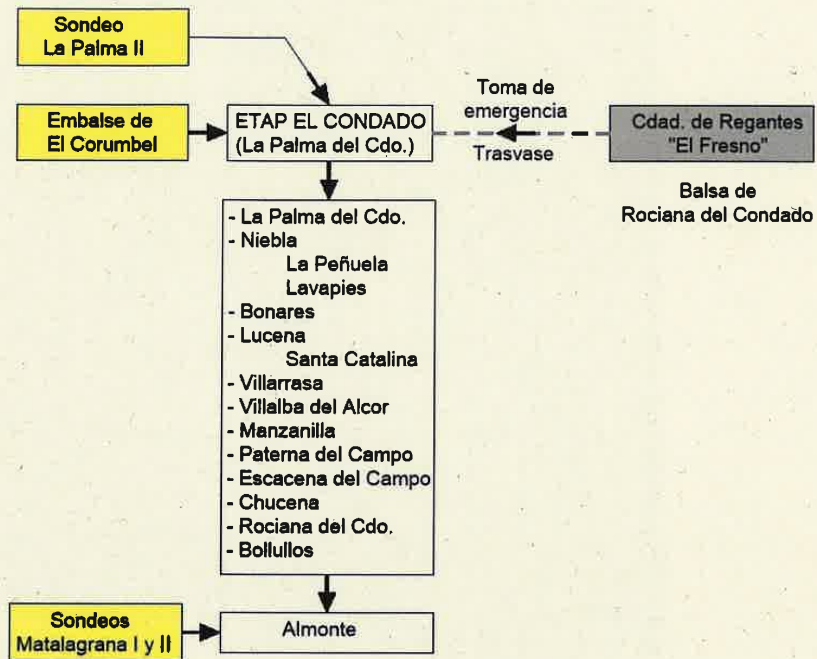 Sondeo
La Palma II
Embalse de
El Corumbel
ETAP EL CONDADO
(La Palma del Cdo.)
Toma de
emergencia
Trasvase
Cdad. de Regantes
"El Fresno"
Balsa de
Rociana del Condado
- La Palma del Cdo.
- Niebla
La Peñuela
Lavapies
- Bonares
- Lucena
Santa Catalina
- Villarrasa
- Villalba del Alcor
- Manzanilla
- Paterna del Campo
- Escacena del Campo
- Chucena
- Rociana del Cdo.
- Bollullos
Sondeos
Matalagrana I y II
Almonte